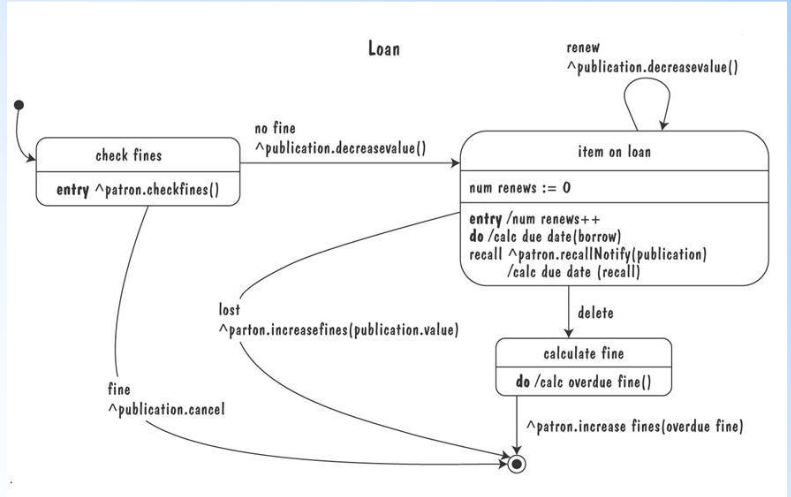 Loan
renew
^publication.decreasevalue()
no fine
^publication.decreasevalue()
check fines
entry ^patron.checkfines()
item on loan
num renews := 0
entry /num renews++
do /calc due date(borrow)
recall ^patron.recallNotify(publication)
/calc due date (recall)
lost
^parton.increasefines(publication.value)
delete
calculate fine
do /calc overdue fine()
fine
^publication.cancel
^patron.increase fines(overdue fine)